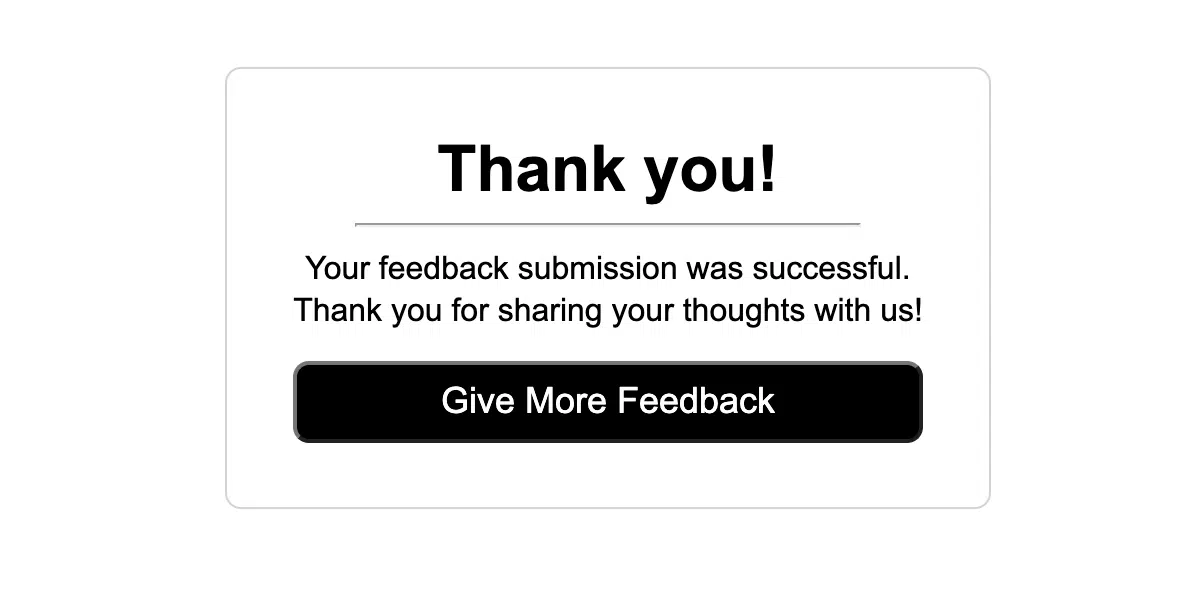 Thank you!
Your feedback submission was successful.
Thank you for sharing your thoughts with us!
Give More Feedback